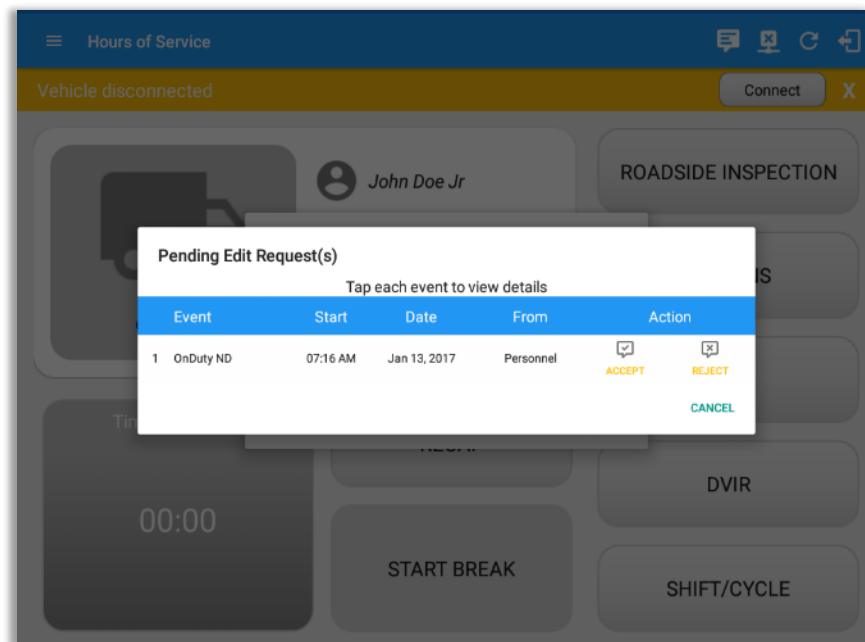 Hours of Service
Vehicle disconnected
Connect X
John Doe Jr
ROADSIDE INSPECTION
Pending Edit Request(s)
Tap each event to view details
Event Start Date From Action
1 OnDuty ND 07:16 AM Jan 13, 2017 Personnel
ACCEPT REJECT
CANCEL
DVIR
00:00
START BREAK
SHIFT/CYCLE